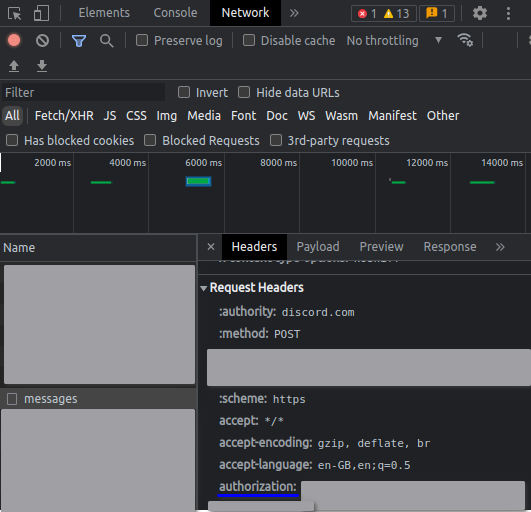 Elements Console Network » 1 13 1
Preserve log Disable cache No throttling
Filter Invert Hide data URLs
All Fetch/XHR JS CSS Img Media Font Doc WS Wasm Manifest Other
Has blocked cookies Blocked Requests 3rd-party requests
2000 ms 4000 ms 6000 ms 8000 ms 10000 ms 12000 ms 14000 ms
Name × Headers Payload Preview Response »
Request Headers
:authority: discord.com
:method: POST
messages
:scheme: https
accept: */*
accept-encoding: gzip, deflate, br
accept-language: en-GB,en;q=0.5
authorization: